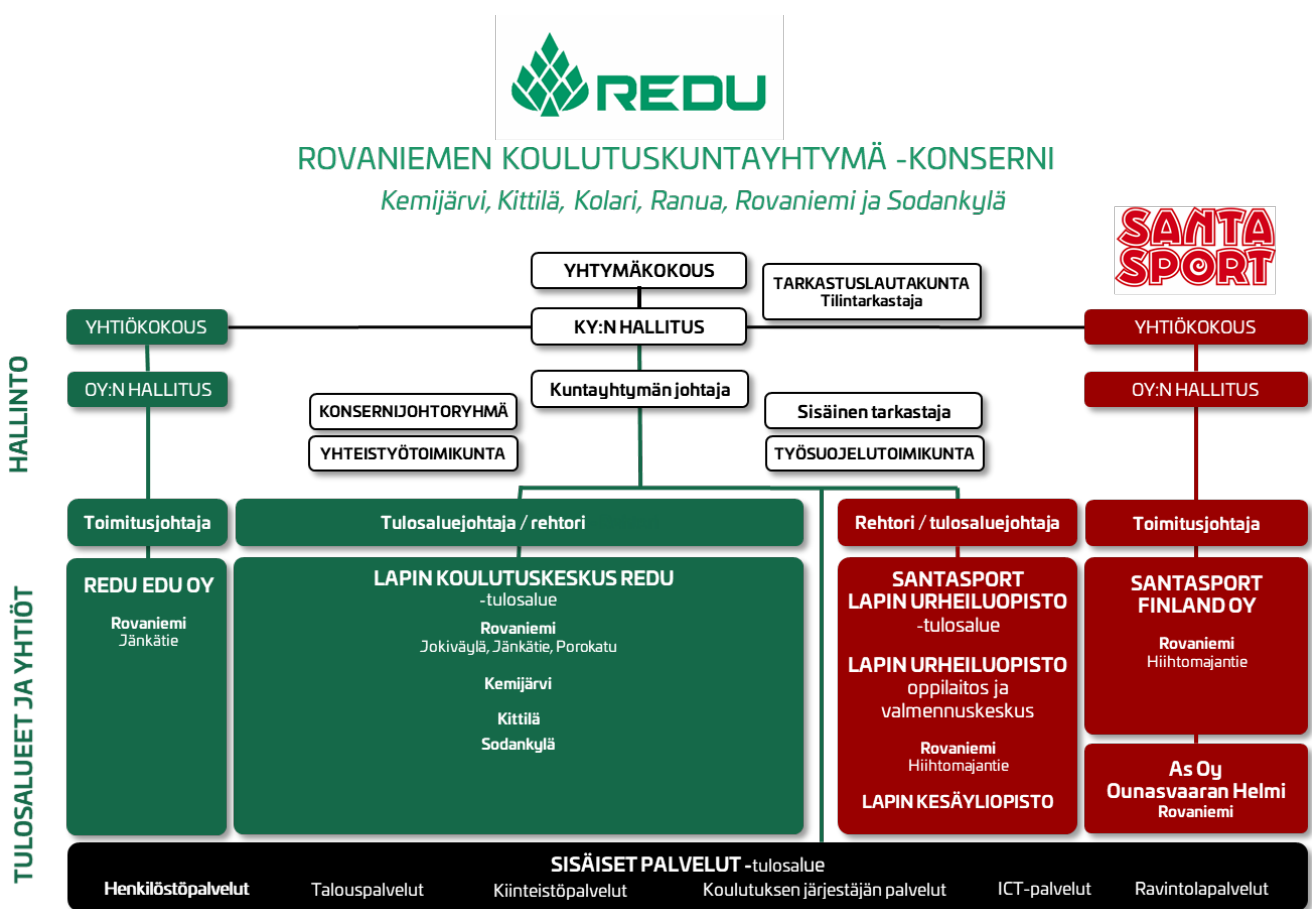 REDU
ROVANIEMEN KOULUTUSKUNTAYHTYMÄ -KONSERNI
Kemijärvi, Kittilä, Kolari, Ranua, Rovaniemi ja Sodankylä
SANTA
SPORT
YHTYMÄKOKOUS
TARKASTUSLAUTAKUNTA
Tilintarkastaja
YHTIÖKOKOUS
KY:N HALLITUS
YHTIÖKOKOUS
HALLINTO
OY:N HALLITUS
Kuntayhtymän johtaja
OY:N HALLITUS
KONSERNIJOHTORYHMÄ
Sisäinen tarkastaja
YHTEISTYÖTOIMIKUNTA
TYÖSUOJELUTOIMIKUNTA
Toimitusjohtaja
Tulosaluejohtaja / rehtori
Rehtori / tulosaluejohtaja
Toimitusjohtaja
TULOSALUEET JA YHTIÖT
REDU EDU OY
Rovaniemi
Jänkätie
LAPIN KOULUTUSKESKUS REDU
-tulosalue
Rovaniemi
Jokiväylä, Jänkätie, Porokatu
Kemijärvi
Kittilä
Sodankylä
SANTASPORT
LAPIN URHEILUOPISTO
-tulosalue
LAPIN URHEILUOPISTO
oppilaitos ja
valmennuskeskus
Rovaniemi
Hiihtomajantie
LAPIN KESÄYLIOPISTO
SANTASPORT
FINLAND OY
Rovaniemi
Hiihtomajantie
As Oy
Ounasvaaran Helmi
Rovaniemi
SISÄISET PALVELUT -tulosalue
Henkilöstöpalvelut
Talouspalvelut
Kiinteistöpalvelut
Koulutuksen järjestäjän palvelut
ICT-palvelut
Ravintolapalvelut